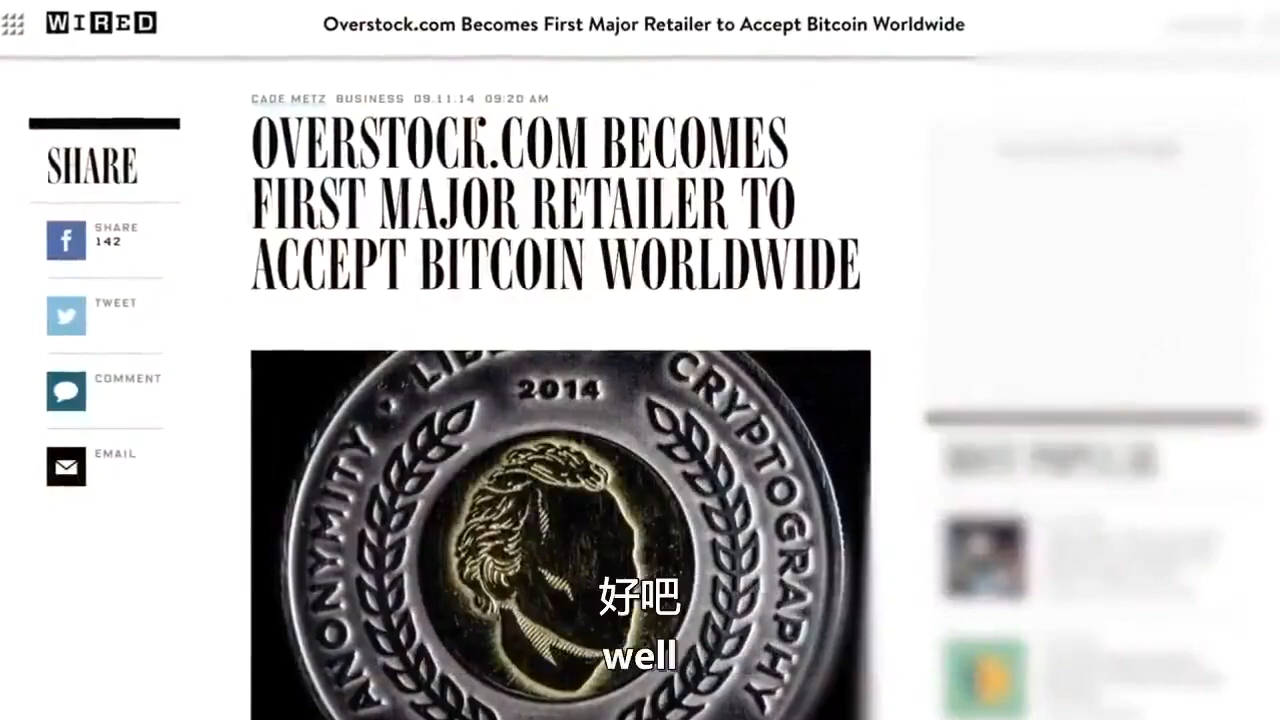 WIRED
Overstock.com Becomes First Major Retailer to Accept Bitcoin Worldwide
CADE METZ BUSINESS 09.11.14 09:20 AM
OVERSTOCK.COM BECOMES
FIRST MAJOR RETAILER TO
ACCEPT BITCOIN WORLDWIDE
SHARE
SHARE
142
TWEET
COMMENT
EMAIL
2014
CRYPTOGRAPHY
ANONYMITY
好吧
well